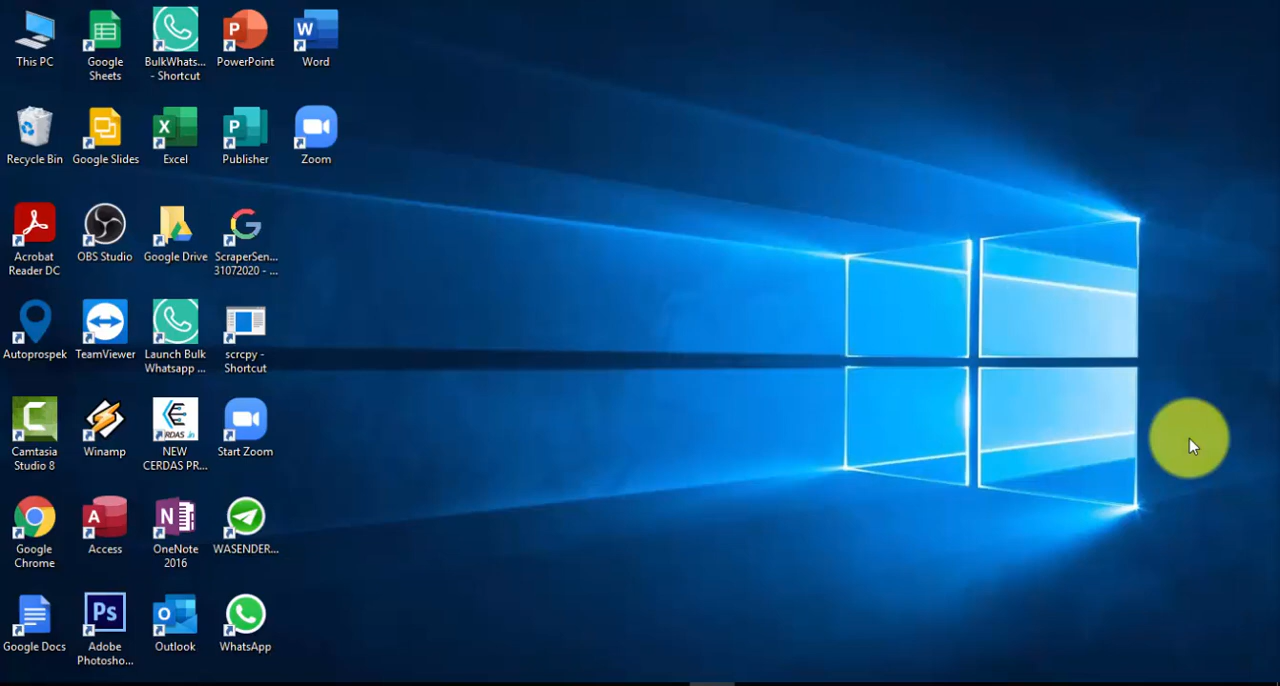 This PC
Google
Sheets
BulkWhats...
- Shortcut
PowerPoint
Word
Recycle Bin
Google Slides
Excel
Publisher
Zoom
Acrobat
Reader DC
OBS Studio
Google Drive
ScraperSen...
31072020 - ...
Autoprospek
TeamViewer
Launch Bulk
Whatsapp ...
scrcpy -
Shortcut
Camtasia
Studio 8
Winamp
NEW
CERDAS PR...
Start Zoom
Google
Chrome
Access
OneNote
2016
WASENDER...
Google Docs
Adobe
Photosho...
Outlook
WhatsApp